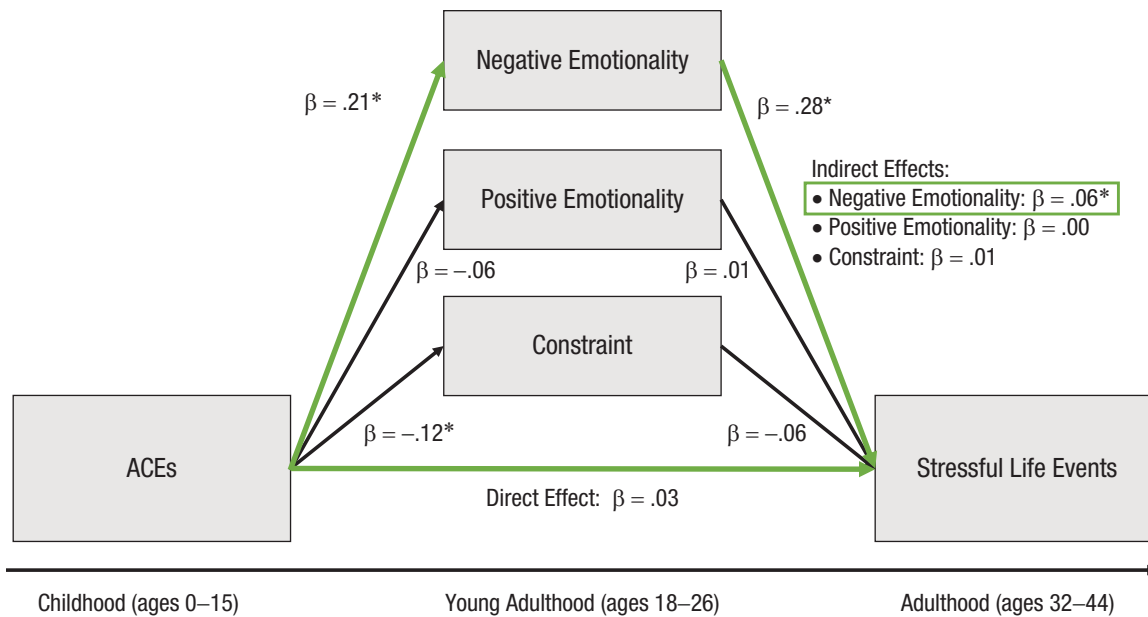 Negative Emotionality
β = .21*
β = .28*
Positive Emotionality
Indirect Effects:
• Negative Emotionality: β = .06*
• Positive Emotionality: β = .00
• Constraint: β = .01
β = –.06
β = .01
Constraint
β = –.12*
β = –.06
ACEs
Stressful Life Events
Direct Effect: β = .03
Childhood (ages 0–15)
Young Adulthood (ages 18–26)
Adulthood (ages 32–44)